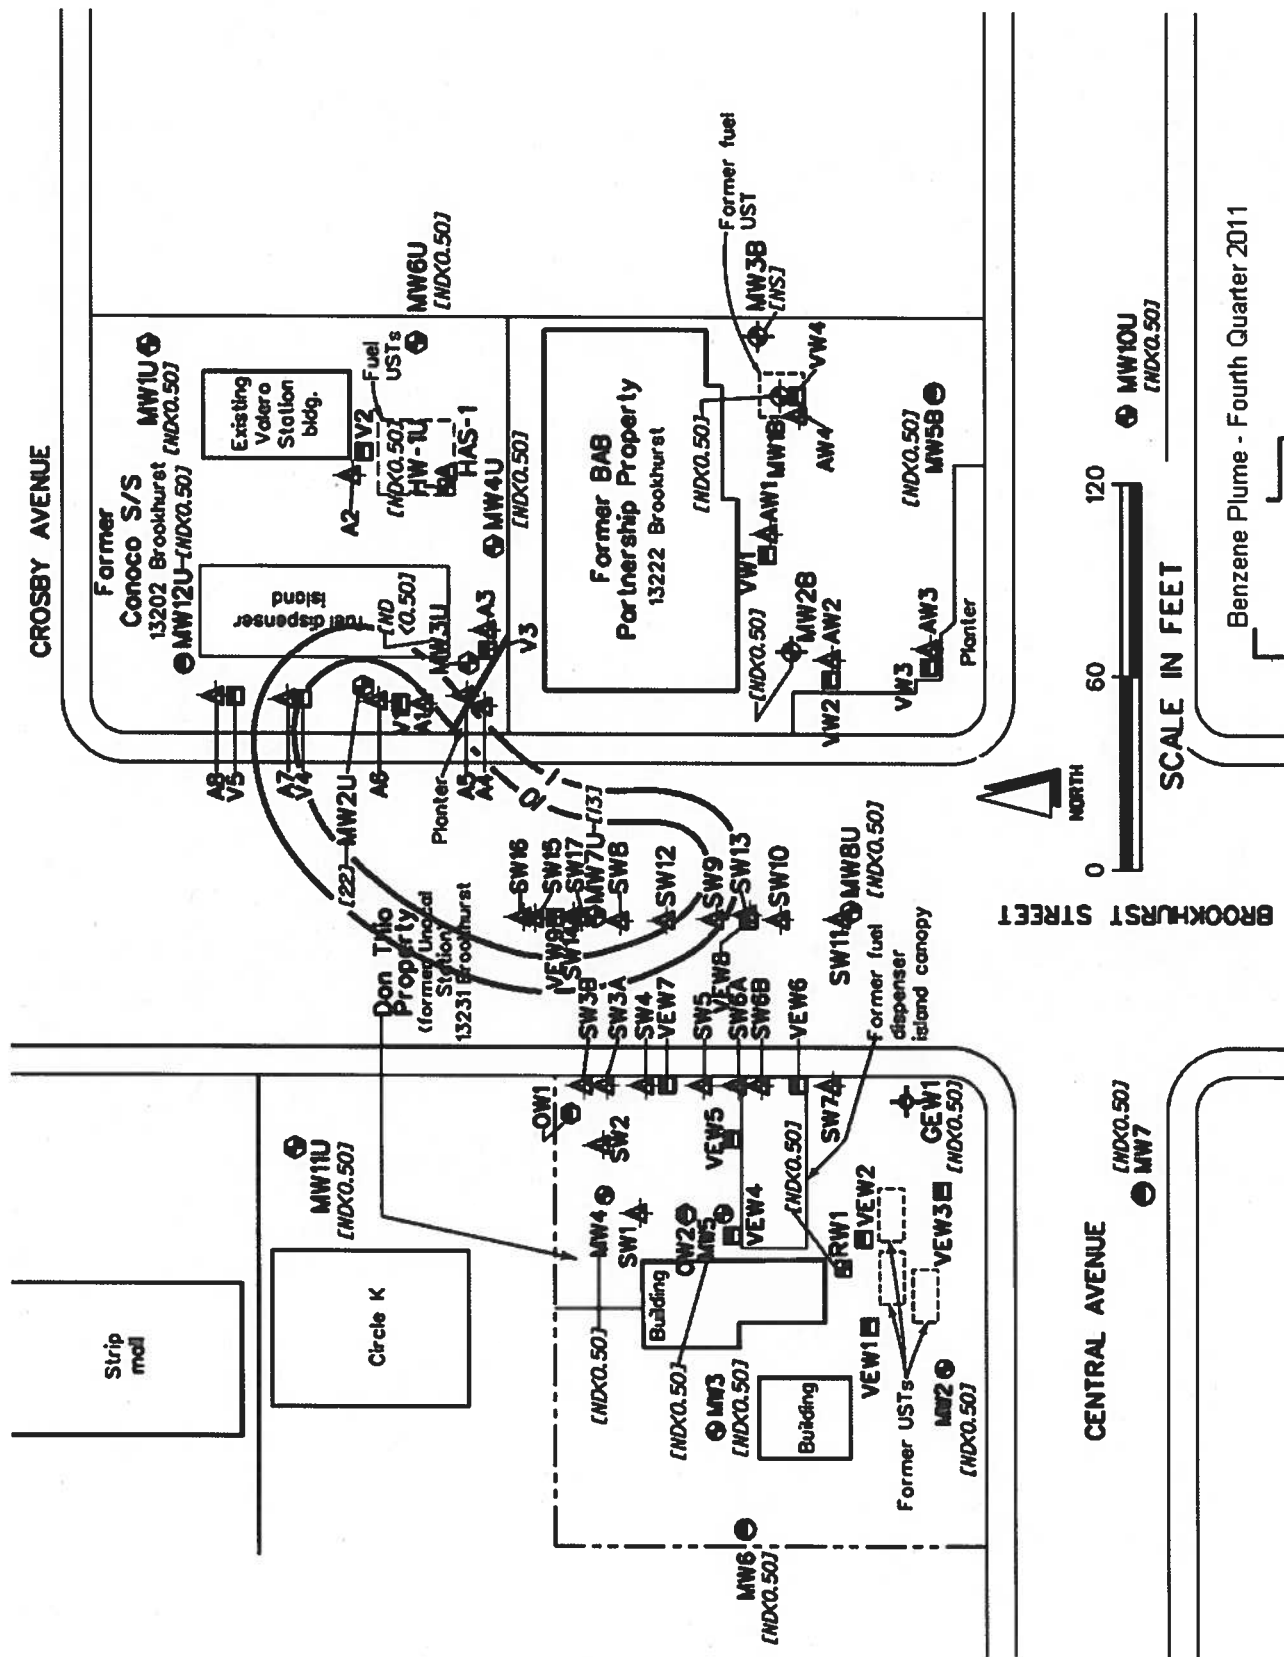 CROSBY AVENUE
Former
Conoco S/S
13202 Brookhurst
MW12U-[ND<0.50]
MW1U
[ND<0.50]
Existing
Valero
Station
bldg.
fuel dispenser
island
A2
V2
Fuel
USTs
MW6U
[ND<0.50]
[ND<0.50]
HW-1U
HAS-1
MW4U
[ND<0.50]
[ND
<0.50]
MW3U
A3
V3
A8
V5
A7
V4
MW2U
[22]
A6
V1
A1
Planter
A5
A4
1
10
MW7U-[13]
Former BAB
Partnership Property
13222 Brookhurst
Former fuel
UST
MW3B
[NS]
VW4
[ND<0.50]
MW1B
AW4
VW1
AW1
[ND<0.50]
MW2B
VW2
AW2
VW3
AW3
Planter
[ND<0.50]
MW5B
MW10U
[ND<0.50]
SW16
SW15
SW17
VEW9
SW14
SW8
SW12
SW9
SW13
VEW8
SW10
SW11
MW8U
[ND<0.50]
Don Thio
Property
(former Unocal
Station)
13231 Brookhurst
SW3B
SW3A
SW4
VEW7
SW5
SW6A
SW6B
VEW6
Former fuel
dispenser
island canopy
OW1
SW2
VEW5
SW7
GEW1
[ND<0.50]
MW11U
[ND<0.50]
MW4
[ND<0.50]
SW1
OW2
MW5
[ND<0.50]
VEW4
[ND<0.50]
RW1
VEW2
VEW3
VEW1
Former USTs
MW2
[ND<0.50]
Building
Building
MW3
[ND<0.50]
MW6
[ND<0.50]
MW7
[ND<0.50]
Circle K
Strip
mall
CENTRAL AVENUE
BROOKHURST STREET
NORTH
0 60 120
SCALE IN FEET
Benzene Plume - Fourth Quarter 2011